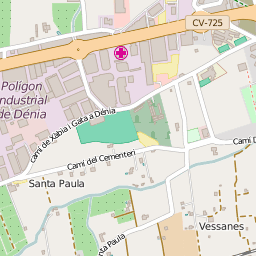 CV-725
Polígon
Industrial
de Dénia
Camí de Xàbia i Gata a Dénia
Camí del Cementeri
Camí D
Santa Paula
Vessanes
Paula